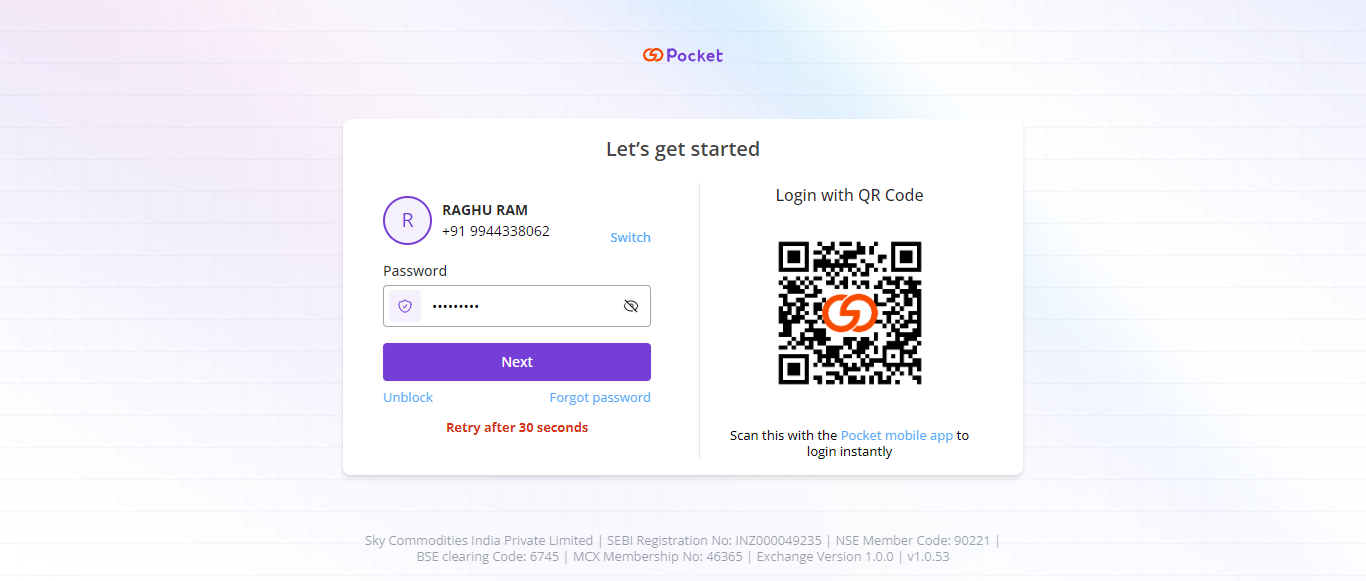 Pocket
Let’s get started
R
RAGHU RAM
+91 9944338062
Switch
Password
•••••••••
Next
Unblock
Forgot password
Retry after 30 seconds
Login with QR Code
Scan this with the Pocket mobile app to
login instantly
Sky Commodities India Private Limited | SEBI Registration No: INZ000049235 | NSE Member Code: 90221 |
BSE clearing Code: 6745 | MCX Membership No: 46365 | Exchange Version 1.0.0 | v1.0.53